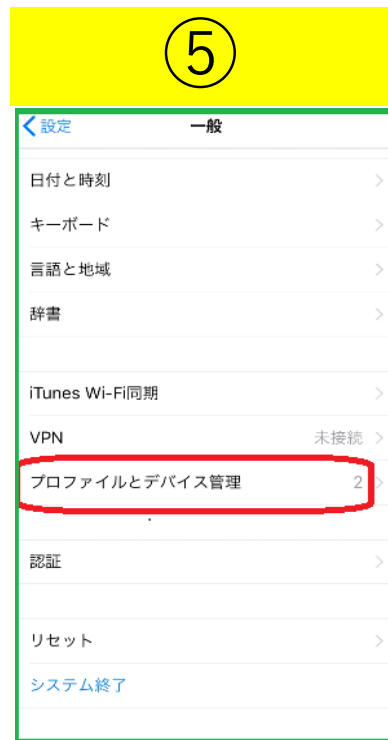 ⑤
設定 一般
日付と時刻
キーボード
言語と地域
辞書
iTunes Wi-Fi同期
VPN 未接続
プロファイルとデバイス管理 2
認証
リセット
システム終了